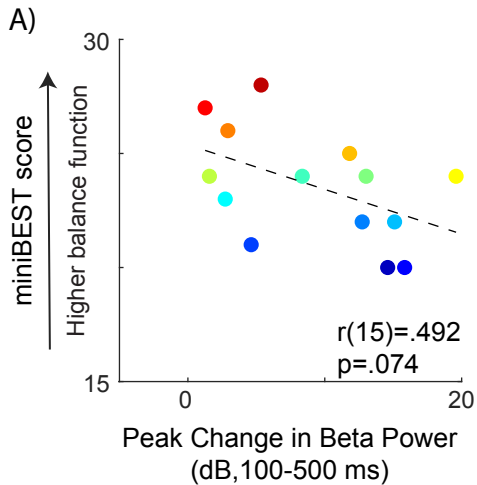 A)
30
miniBEST score
Higher balance function
r(15)=.492
p=.074
15
0
20
Peak Change in Beta Power
(dB,100-500 ms)